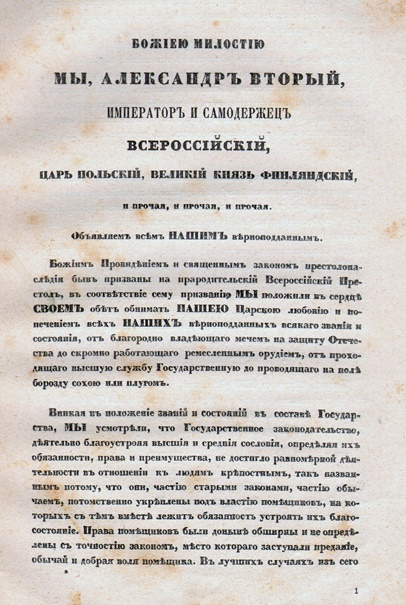 БОЖІЕЮ МИЛОСТІЮ
МЫ, АЛЕКСАНДРЪ ВТОРЫЙ,
ИМПЕРАТОРЪ И САМОДЕРЖЕЦЪ
ВСЕРОССІЙСКІЙ,
ЦАРЬ ПОЛЬСКІЙ, ВЕЛИКІЙ КНЯЗЬ ФИНЛЯНДСКІЙ,
и прочая, и прочая, и прочая.
Объявляемъ всѣмъ НАШИМЪ вѣрноподданнымъ.
Божіимъ Провидѣніемъ и священнымъ закономъ престолона-
слѣдія бывъ призваны на прародительскій Всероссійскій Пре-
столъ, въ соотвѣтствіе сему призванію МЫ положили въ сердцѣ
СВОЕМЪ обѣтъ обнимать НАШЕЮ Царскою любовію и по-
печеніемъ всѣхъ НАШИХЪ вѣрноподданныхъ всякаго званія и
состоянія, отъ благородно владѣющаго мечемъ на защиту Отече-
ства до скромно работающаго ремесленнымъ орудіемъ, отъ прохо-
дящаго высшую службу Государственную до проводящаго на полѣ
борозду сохою или плугомъ.
Вникая въ положеніе званій и состояній въ составѣ Государ-
ства, МЫ усмотрѣли, что Государственное законодательство,
дѣятельно благоустрояя высшія и среднія сословія, опредѣляя ихъ
обязанности, права и преимущества, не достигло равномѣрной дѣя-
тельности въ отношеніи къ людямъ крѣпостнымъ, такъ назван-
нымъ потому, что они, частію старыми законами, частію обы-
чаемъ, потомственно укрѣплены подъ властію помѣщиковъ, на ко-
торыхъ съ тѣмъ вмѣстѣ лежитъ обязанность устроять ихъ благо-
состояніе. Права помѣщиковъ были донынѣ обширны и не опредѣ-
лены съ точностію закономъ, мѣсто котораго заступали преданіе,
обычай и добрая воля помѣщика. Въ лучшихъ случаяхъ изъ сего
1